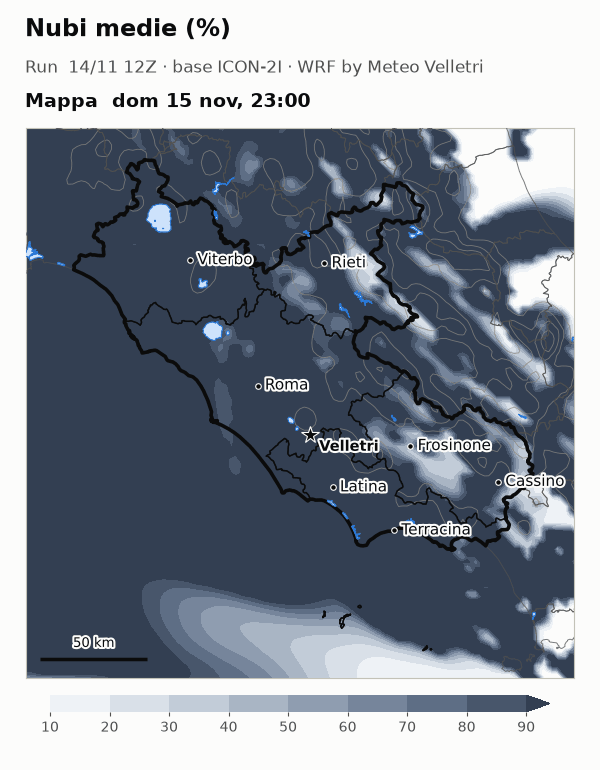 Nubi medie (%)
Run  14/11 12Z · base ICON-2I · WRF by Meteo Velletri
Mappa  dom 15 nov, 23:00
Viterbo
Rieti
Roma
Velletri
Frosinone
Cassino
Latina
Terracina
50 km
10 20 30 40 50 60 70 80 90